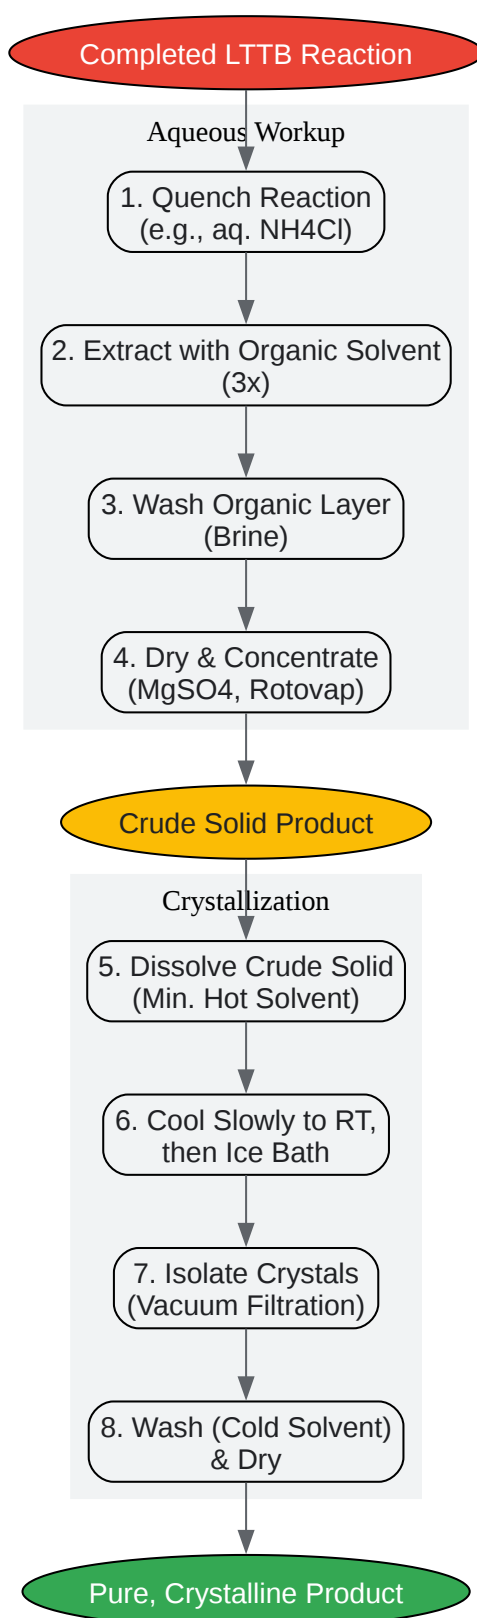 Completed LTTB Reaction
Aqueous Workup
1. Quench Reaction
(e.g., aq. NH4Cl)
2. Extract with Organic Solvent
(3x)
3. Wash Organic Layer
(Brine)
4. Dry & Concentrate
(MgSO4, Rotovap)
Crude Solid Product
Crystallization
5. Dissolve Crude Solid
(Min. Hot Solvent)
6. Cool Slowly to RT,
then Ice Bath
7. Isolate Crystals
(Vacuum Filtration)
8. Wash (Cold Solvent)
& Dry
Pure, Crystalline Product